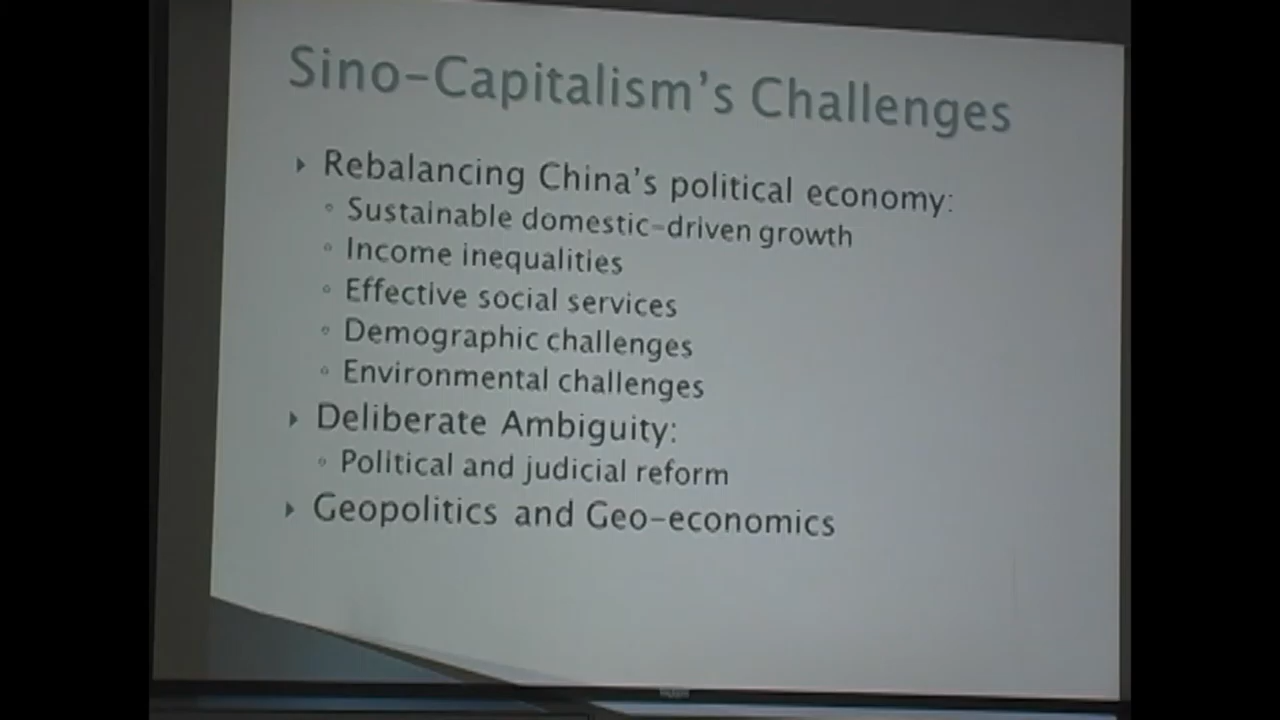 Sino-Capitalism's Challenges
Rebalancing China's political economy:
Sustainable domestic-driven growth
Income inequalities
Effective social services
Demographic challenges
Environmental challenges
Deliberate Ambiguity:
Political and judicial reform
Geopolitics and Geo-economics